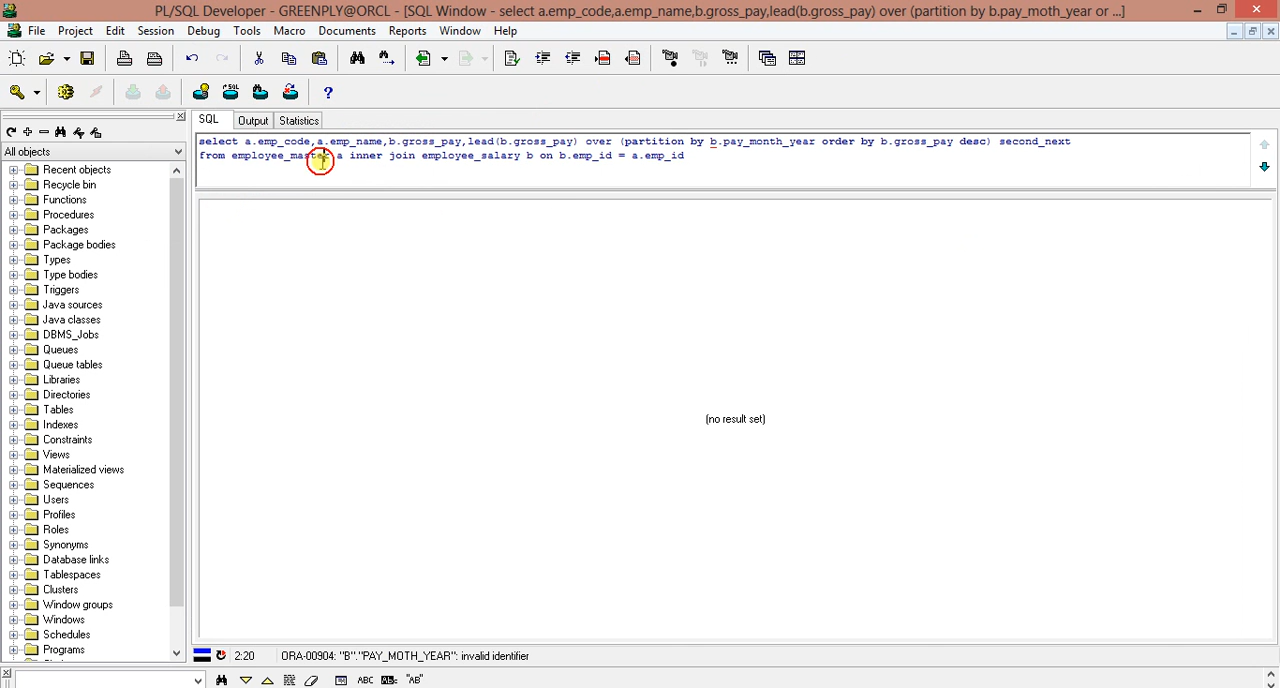 PL/SQL Developer - GREENPLY@ORCL - [SQL Window - select a.emp_code,a.emp_name,b.gross_pay,lead(b.gross_pay) over (partition by b.pay_moth_year or ...]
File Project Edit Session Debug Tools Macro Documents Reports Window Help
SQL Output Statistics
All objects
select a.emp_code,a.emp_name,b.gross_pay,lead(b.gross_pay) over (partition by b.pay_month_year order by b.gross_pay desc) second_next
from employee_master a inner join employee_salary b on b.emp_id = a.emp_id
Recent objects
Recycle bin
Functions
Procedures
Packages
Package bodies
Types
Type bodies
Triggers
Java sources
Java classes
DBMS_Jobs
Queues
Queue tables
Libraries
Directories
Tables
Indexes
Constraints
Views
Materialized views
Sequences
Users
Profiles
Roles
Synonyms
Database links
Tablespaces
Clusters
Window groups
Windows
Schedules
Programs
(no result set)
2:20 ORA-00904: "B"."PAY_MOTH_YEAR": invalid identifier
ABC "AB"